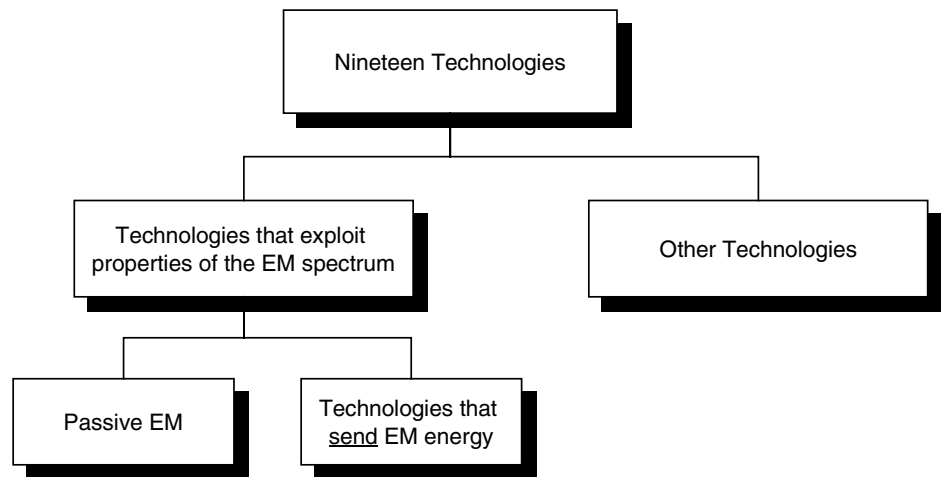 Nineteen Technologies
Technologies that exploit
properties of the EM spectrum
Other Technologies
Passive EM
Technologies that
send EM energy